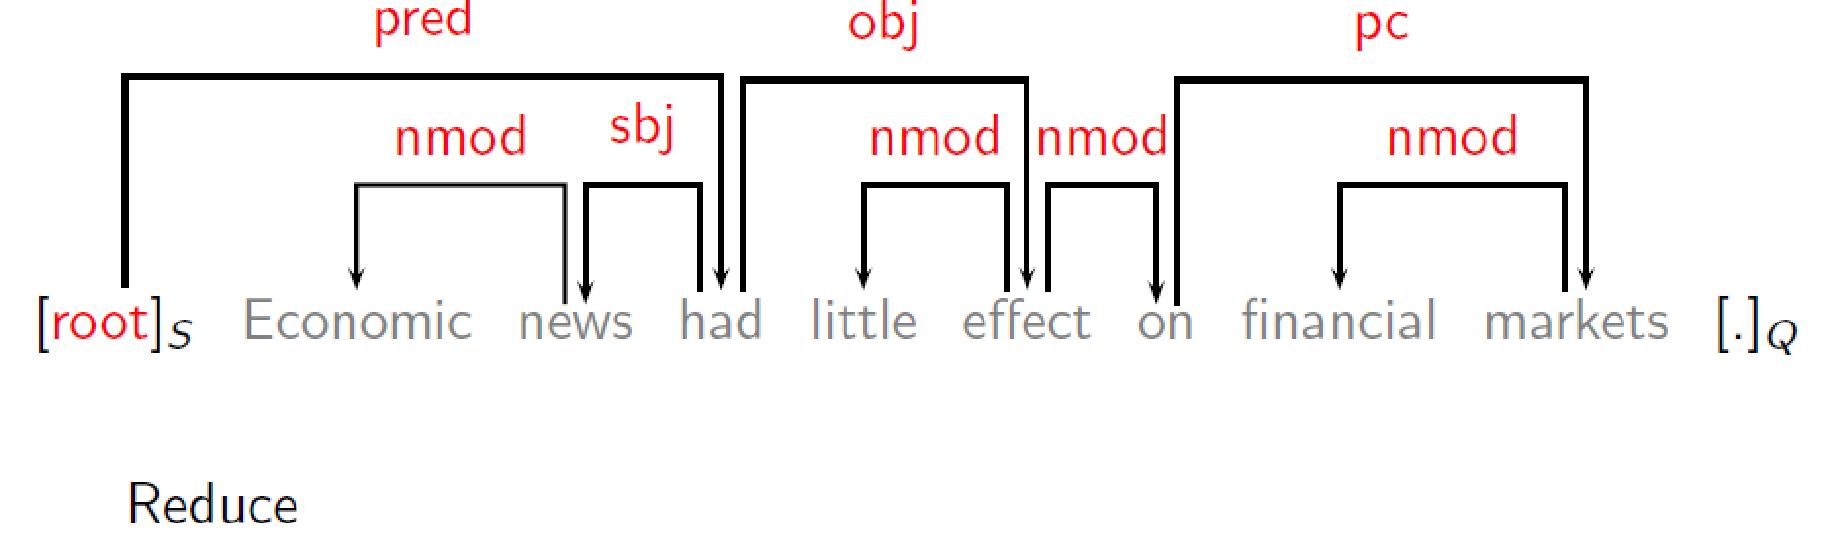 pred obj pc
nmod sbj nmod nmod nmod
[root]S Economic news had little effect on financial markets [.]Q
Reduce